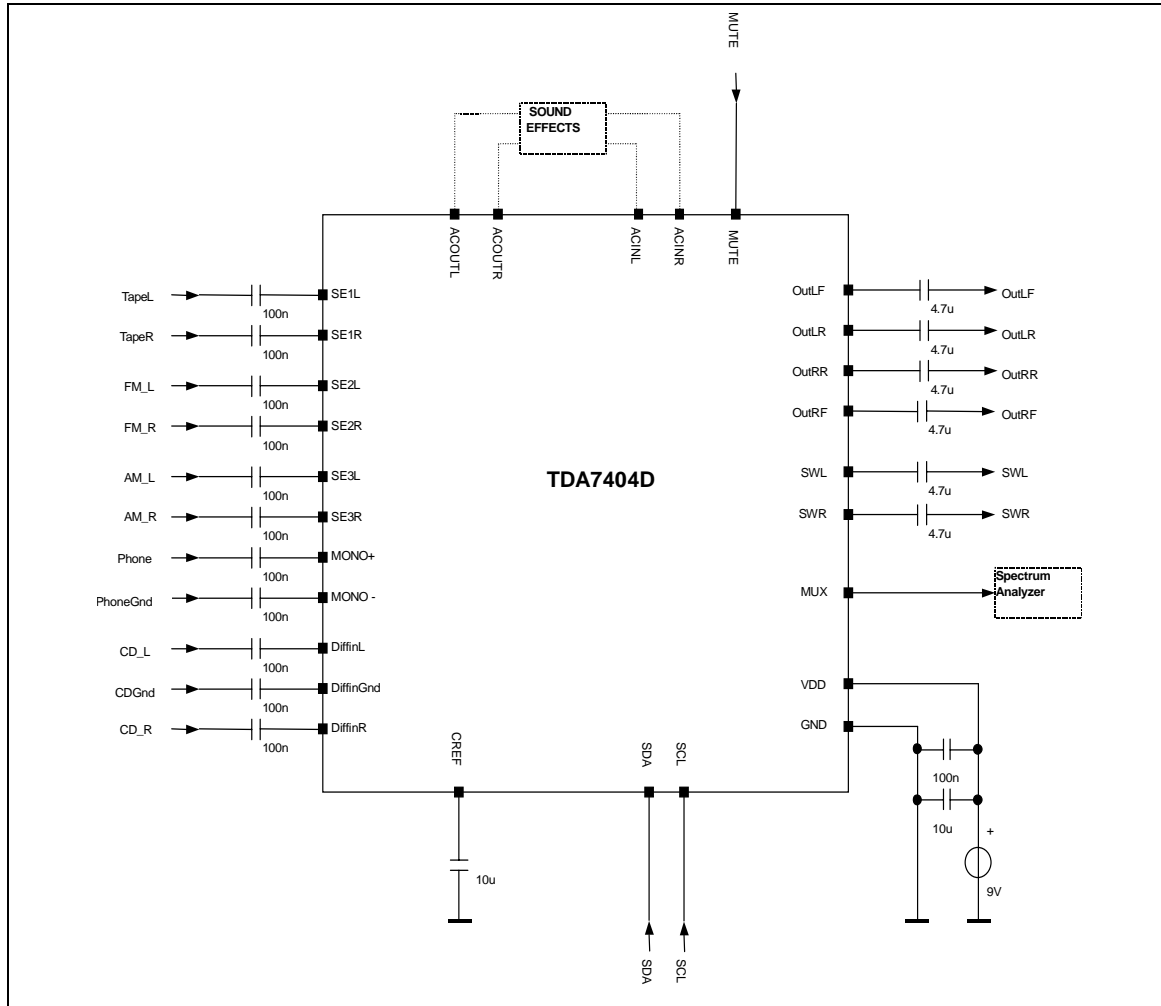 MUTE
SOUND
EFFECTS
ACOUTL
ACOUTR
ACINL
ACINR
MUTE
TapeL
100n
SE1L
TapeR
100n
SE1R
FM_L
100n
SE2L
FM_R
100n
SE2R
AM_L
100n
SE3L
AM_R
100n
SE3R
Phone
100n
MONO+
PhoneGnd
100n
MONO -
CD_L
100n
DiffinL
CDGnd
100n
DiffinGnd
CD_R
100n
DiffinR
TDA7404D
OutLF
4.7u
OutLF
OutLR
4.7u
OutLR
OutRR
4.7u
OutRR
OutRF
4.7u
OutRF
SWL
4.7u
SWL
SWR
4.7u
SWR
MUX
Spectrum
Analyzer
VDD
GND
100n
10u
+
9V
CREF
10u
SDA
SCL
SDA
SCL